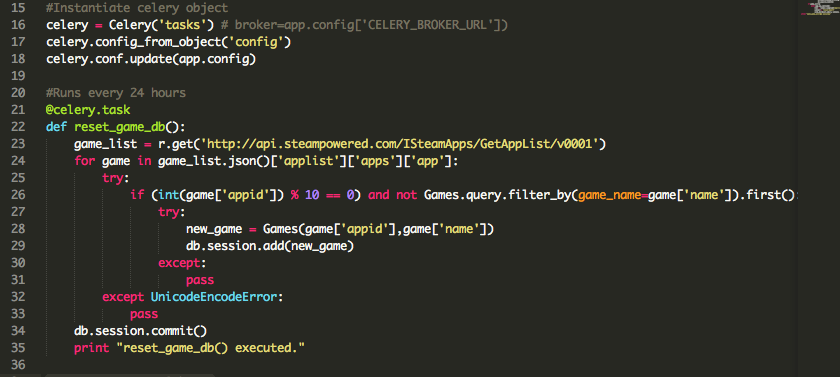 15 #Instantiate celery object
16 celery = Celery('tasks') # broker=app.config['CELERY_BROKER_URL'])
17 celery.config_from_object('config')
18 celery.conf.update(app.config)
19
20 #Runs every 24 hours
21 @celery.task
22 def reset_game_db():
23     game_list = r.get('http://api.steampowered.com/ISteamApps/GetAppList/v0001')
24     for game in game_list.json()['applist']['apps']['app']:
25         try:
26             if (int(game['appid']) % 10 == 0) and not Games.query.filter_by(game_name=game['name']).first():
27                 try:
28                     new_game = Games(game['appid'],game['name'])
29                     db.session.add(new_game)
30                 except:
31                     pass
32         except UnicodeEncodeError:
33             pass
34     db.session.commit()
35     print "reset_game_db() executed."
36